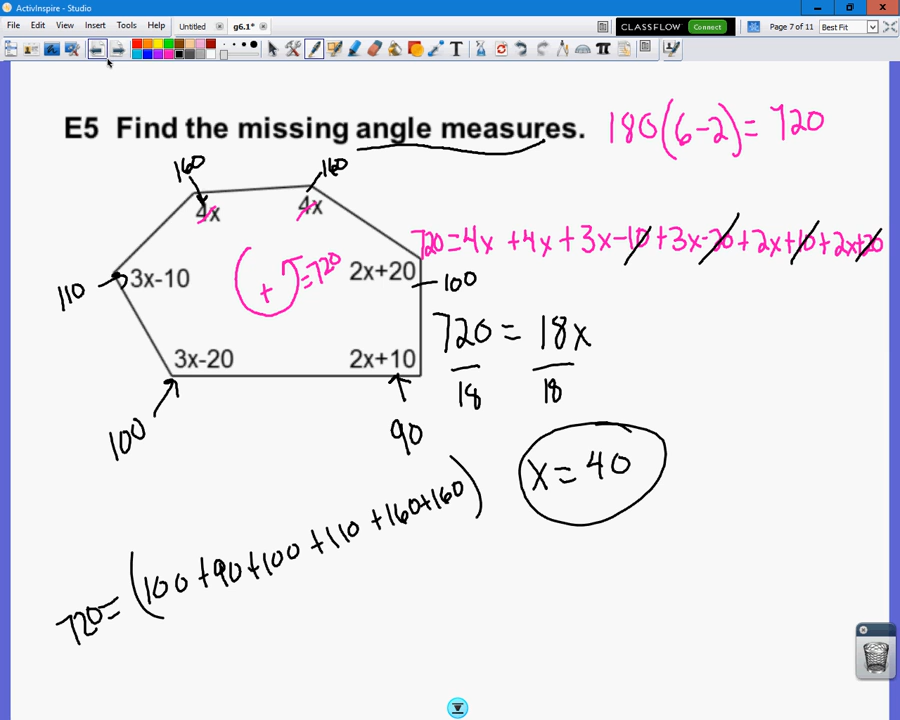 ActivInspire - Studio
File Edit View Insert Tools Help Untitled g6.1* CLASSFLOW Connect Page 7 of 11 Best Fit
E5 Find the missing angle measures. 180(6-2)=720
160 160
4x 4x
720=4x +4x+3x-10+3x-20+2x+10+2x+20
110 3x-10 + =720 2x+20 100
720 = 18x
18 18
3x-20 2x+10
100 90
x=40
720=(100+90+100+110+160+160)